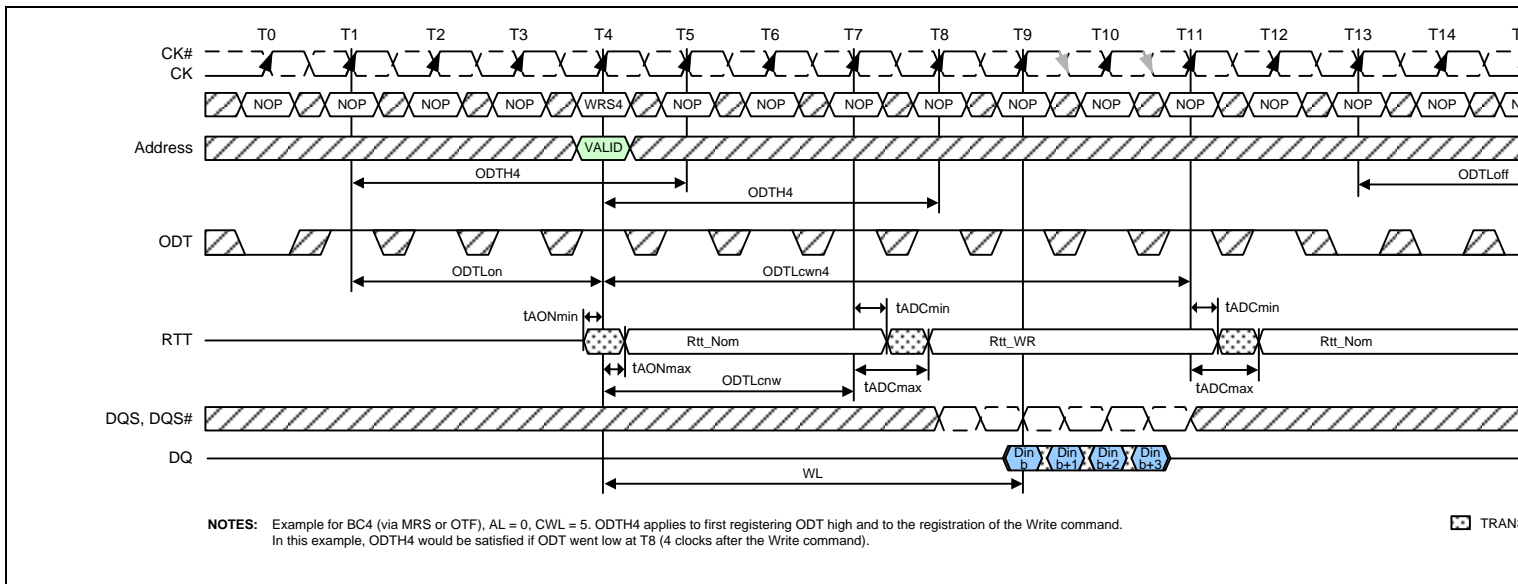 T0 T1 T2 T3 T4 T5 T6 T7 T8 T9 T10 T11 T12 T13 T14
CK#
CK
NOP NOP NOP NOP WRS4 NOP NOP NOP NOP NOP NOP NOP NOP NOP NOP
Address VALID
ODTH4 ODTLoff
ODTH4
ODT
ODTLon ODTLcwn4
tAONmin tADCmin tADCmin
RTT Rtt_Nom Rtt_WR Rtt_Nom
tAONmax tADCmax tADCmax
ODTLcnw
DQS, DQS#
DQ Din b Din b+1 Din b+2 Din b+3
WL
NOTES: Example for BC4 (via MRS or OTF), AL = 0, CWL = 5. ODTH4 applies to first registering ODT high and to the registration of the Write command.
In this example, ODTH4 would be satisfied if ODT went low at T8 (4 clocks after the Write command).
TRANS